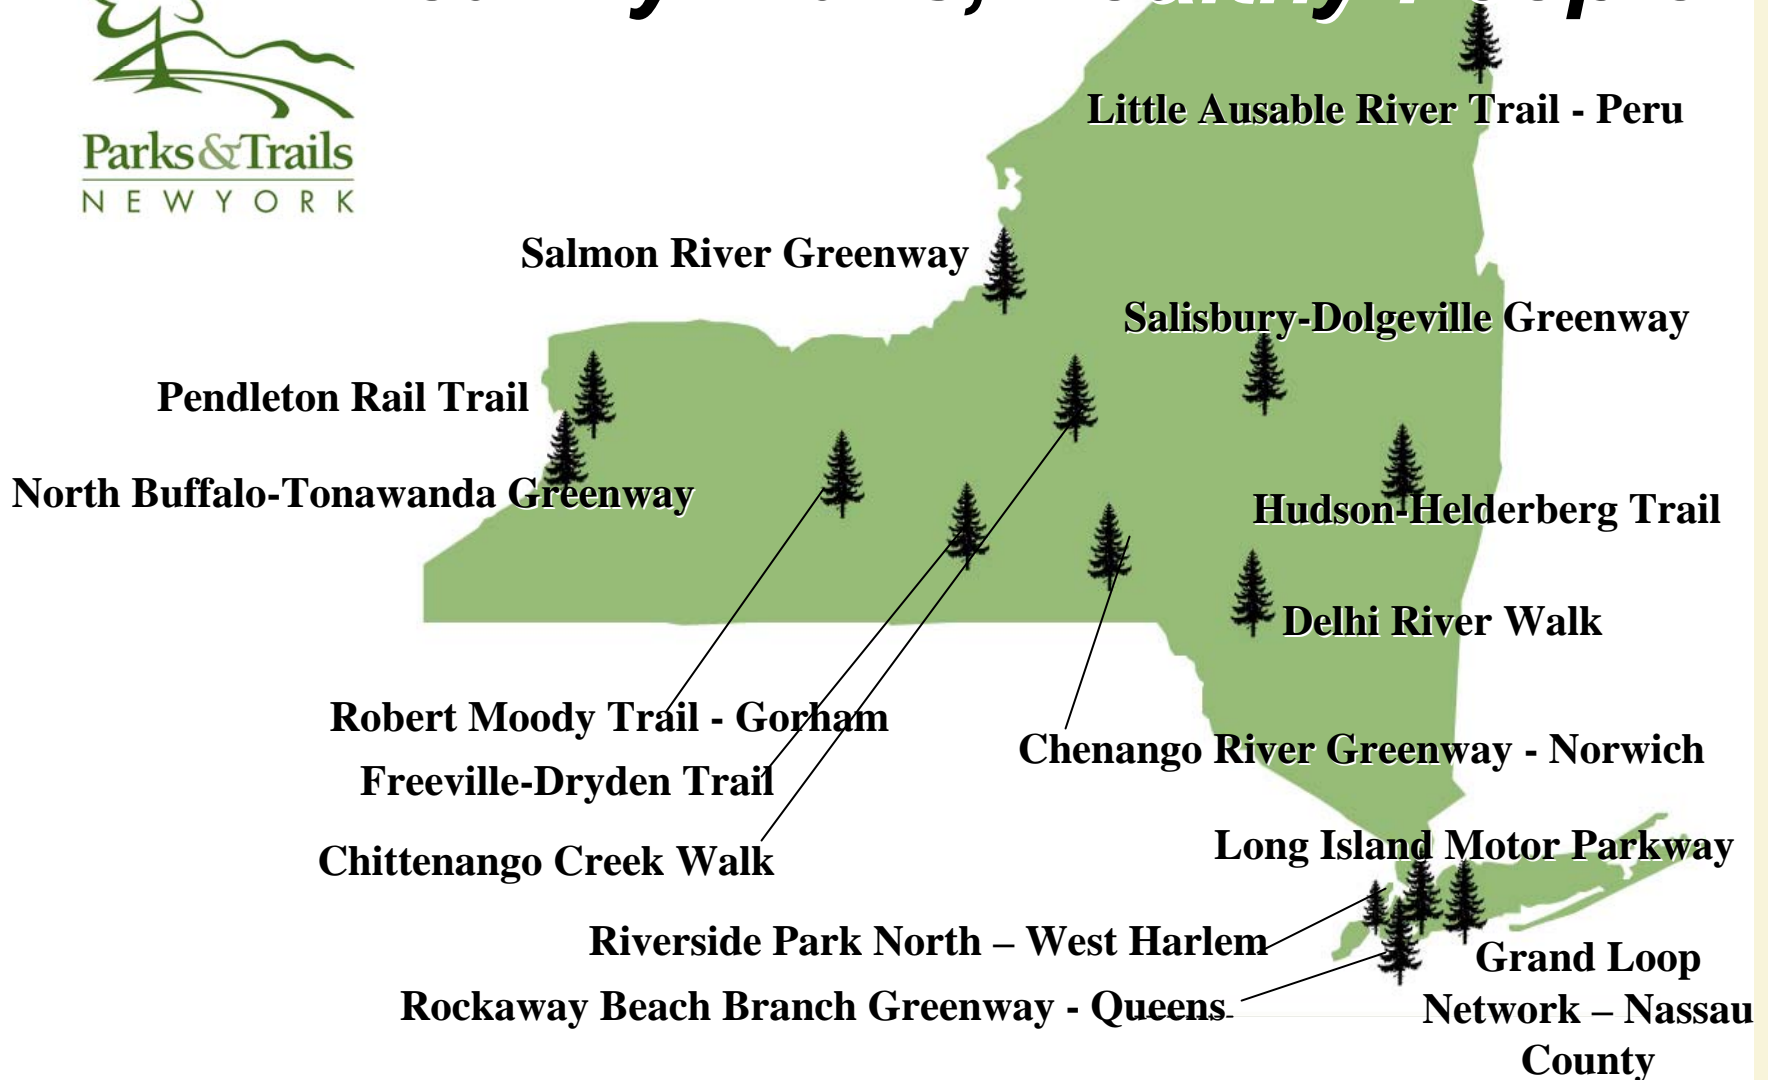 Parks & Trails
NEW YORK
Little Ausable River Trail - Peru
Salmon River Greenway
Salisbury-Dolgeville Greenway
Pendleton Rail Trail
North Buffalo-Tonawanda Greenway
Hudson-Helderberg Trail
Delhi River Walk
Robert Moody Trail - Gorham
Chenango River Greenway - Norwich
Freeville-Dryden Trail
Long Island Motor Parkway
Chittenango Creek Walk
Riverside Park North – West Harlem
Grand Loop
Network – Nassau
County
Rockaway Beach Branch Greenway - Queens